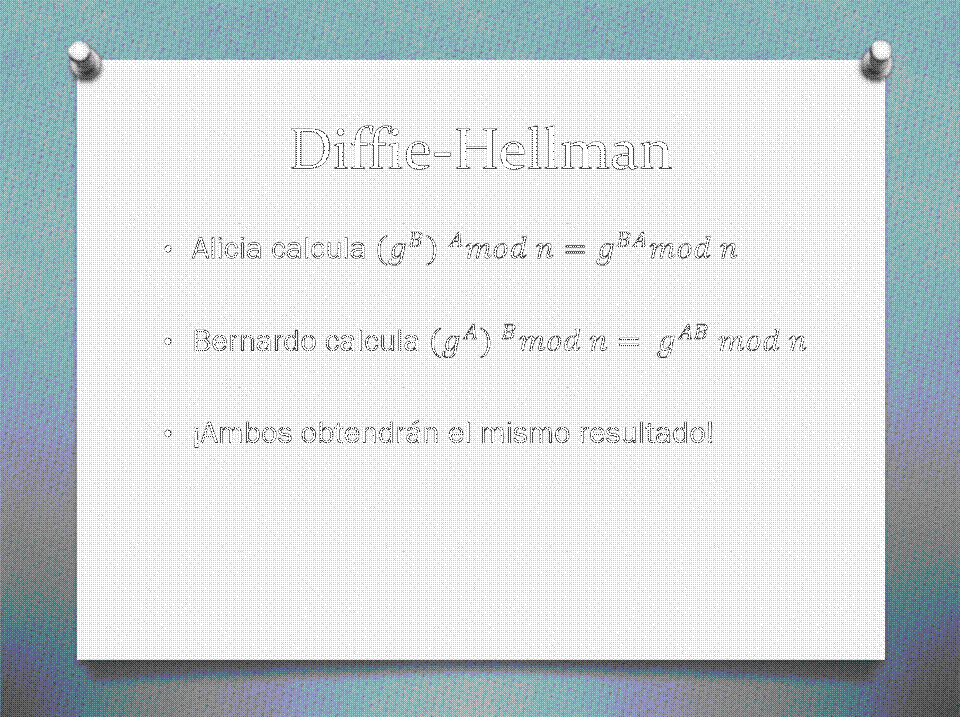 Diffie-Hellman
• Alicia calcula $(g^B)^A mod\ n = g^{BA} mod\ n$
• Bernardo calcula $(g^A)^B mod\ n = g^{AB}\ mod\ n$
• ¡Ambos obtendrán el mismo resultado!